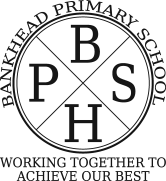 BANKHEAD PRIMARY SCHOOL
B
P S
H
WORKING TOGETHER TO
ACHIEVE OUR BEST